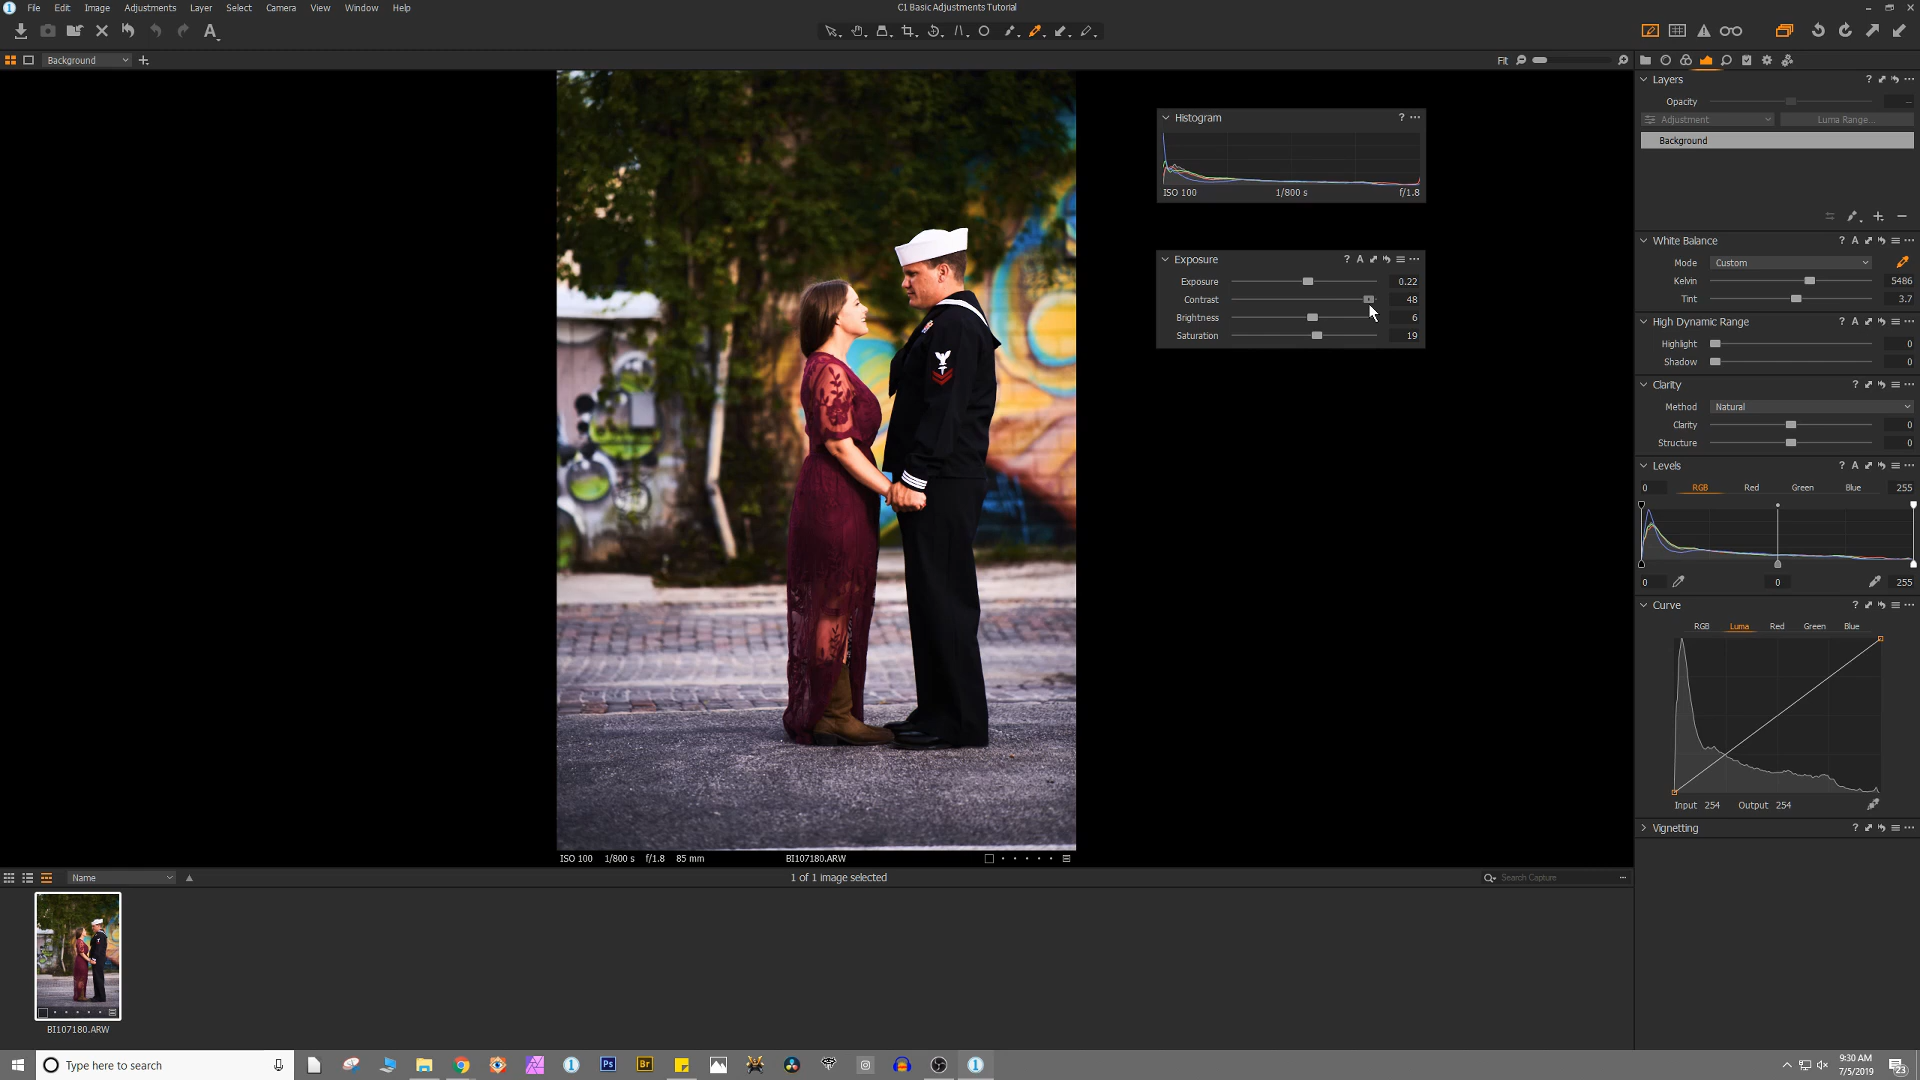 File Edit Image Adjustments Layer Select Camera View Window Help
C1 Basic Adjustments Tutorial
A
Background
Fit
Histogram ?
ISO 100 1/800 s f/1.8
Exposure ? A
Exposure 0.22
Contrast 48
Brightness 6
Saturation 19
Layers ?
Opacity
Adjustment Luma Range...
Background
White Balance ? A
Mode Custom
Kelvin 5486
Tint 3.7
High Dynamic Range ? A
Highlight 0
Shadow 0
Clarity ?
Method Natural
Clarity 0
Structure 0
Levels ? A
0 RGB Red Green Blue 255
0 0 255
Curve ?
RGB Luma Red Green Blue
Input 254 Output 254
Vignetting ?
ISO 100 1/800 s f/1.8 85 mm BI107180.ARW
Name
1 of 1 image selected
Search Capture
BI107180.ARW
Type here to search
Ps
Br
9:30 AM
7/5/2019
23